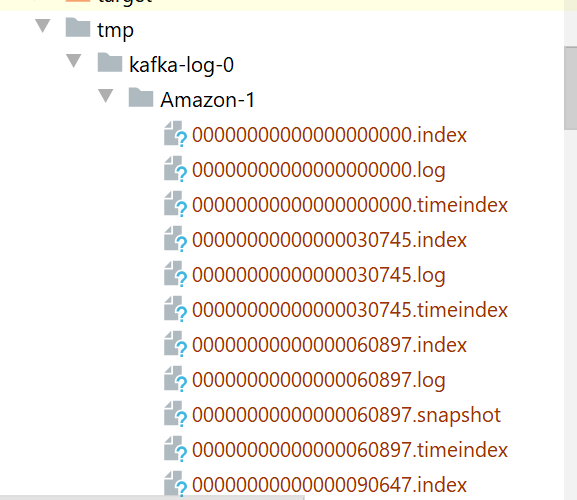 target
tmp
kafka-log-0
Amazon-1
00000000000000000000.index
00000000000000000000.log
00000000000000000000.timeindex
00000000000000030745.index
00000000000000030745.log
00000000000000030745.timeindex
00000000000000060897.index
00000000000000060897.log
00000000000000060897.snapshot
00000000000000060897.timeindex
00000000000000090647.index